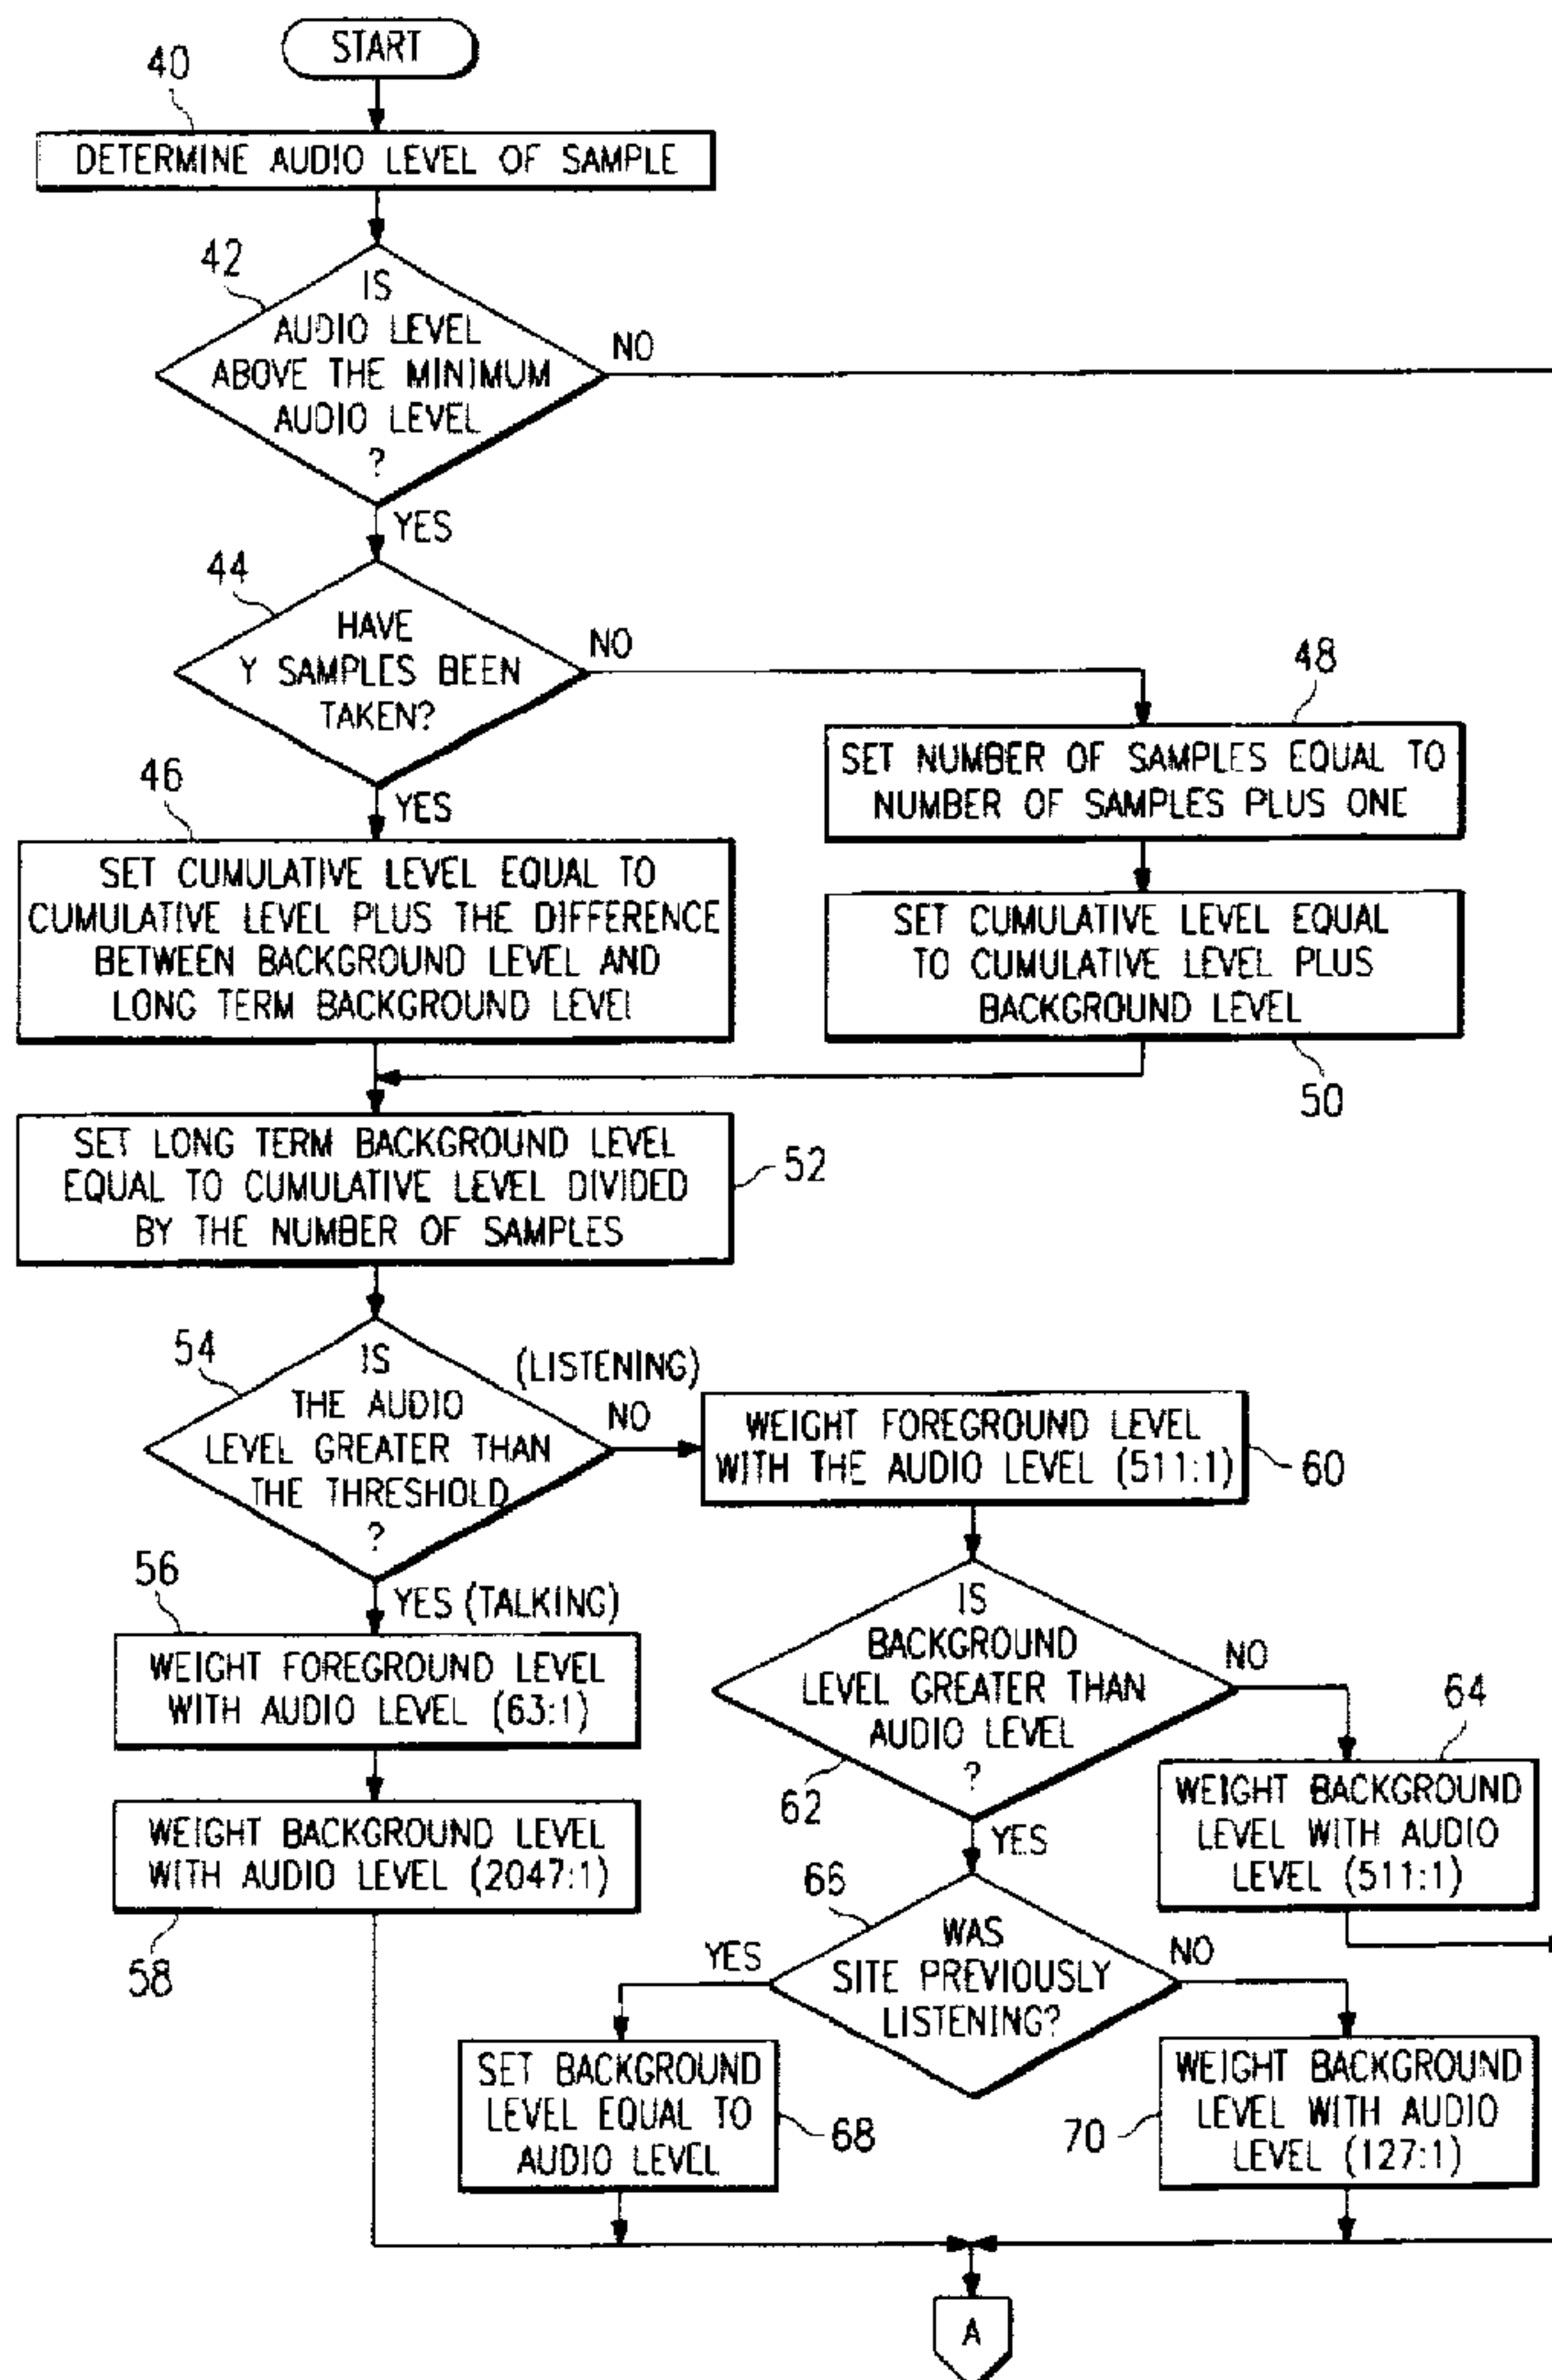 START
40
DETERMINE AUDIO LEVEL OF SAMPLE
42
IS
AUDIO LEVEL
ABOVE THE MINIMUM
AUDIO LEVEL
?
NO
YES
44
HAVE
Y SAMPLES BEEN
TAKEN?
NO
YES
48
SET NUMBER OF SAMPLES EQUAL TO
NUMBER OF SAMPLES PLUS ONE
46
SET CUMULATIVE LEVEL EQUAL TO
CUMULATIVE LEVEL PLUS THE DIFFERENCE
BETWEEN BACKGROUND LEVEL AND
LONG TERM BACKGROUND LEVEL
SET CUMULATIVE LEVEL EQUAL
TO CUMULATIVE LEVEL PLUS
BACKGROUND LEVEL
50
SET LONG TERM BACKGROUND LEVEL
EQUAL TO CUMULATIVE LEVEL DIVIDED
BY THE NUMBER OF SAMPLES
52
54
IS
THE AUDIO
LEVEL GREATER THAN
THE THRESHOLD
?
(LISTENING)
NO
YES (TALKING)
WEIGHT FOREGROUND LEVEL
WITH THE AUDIO LEVEL (511:1)
60
56
WEIGHT FOREGROUND LEVEL
WITH AUDIO LEVEL (63:1)
WEIGHT BACKGROUND LEVEL
WITH AUDIO LEVEL (2047:1)
58
IS
BACKGROUND
LEVEL GREATER THAN
AUDIO LEVEL
?
62
NO
YES
64
WEIGHT BACKGROUND
LEVEL WITH AUDIO
LEVEL (511:1)
66
WAS
SITE PREVIOUSLY
LISTENING?
YES
NO
SET BACKGROUND
LEVEL EQUAL TO
AUDIO LEVEL
68
70
WEIGHT BACKGROUND
LEVEL WITH AUDIO
LEVEL (127:1)
A